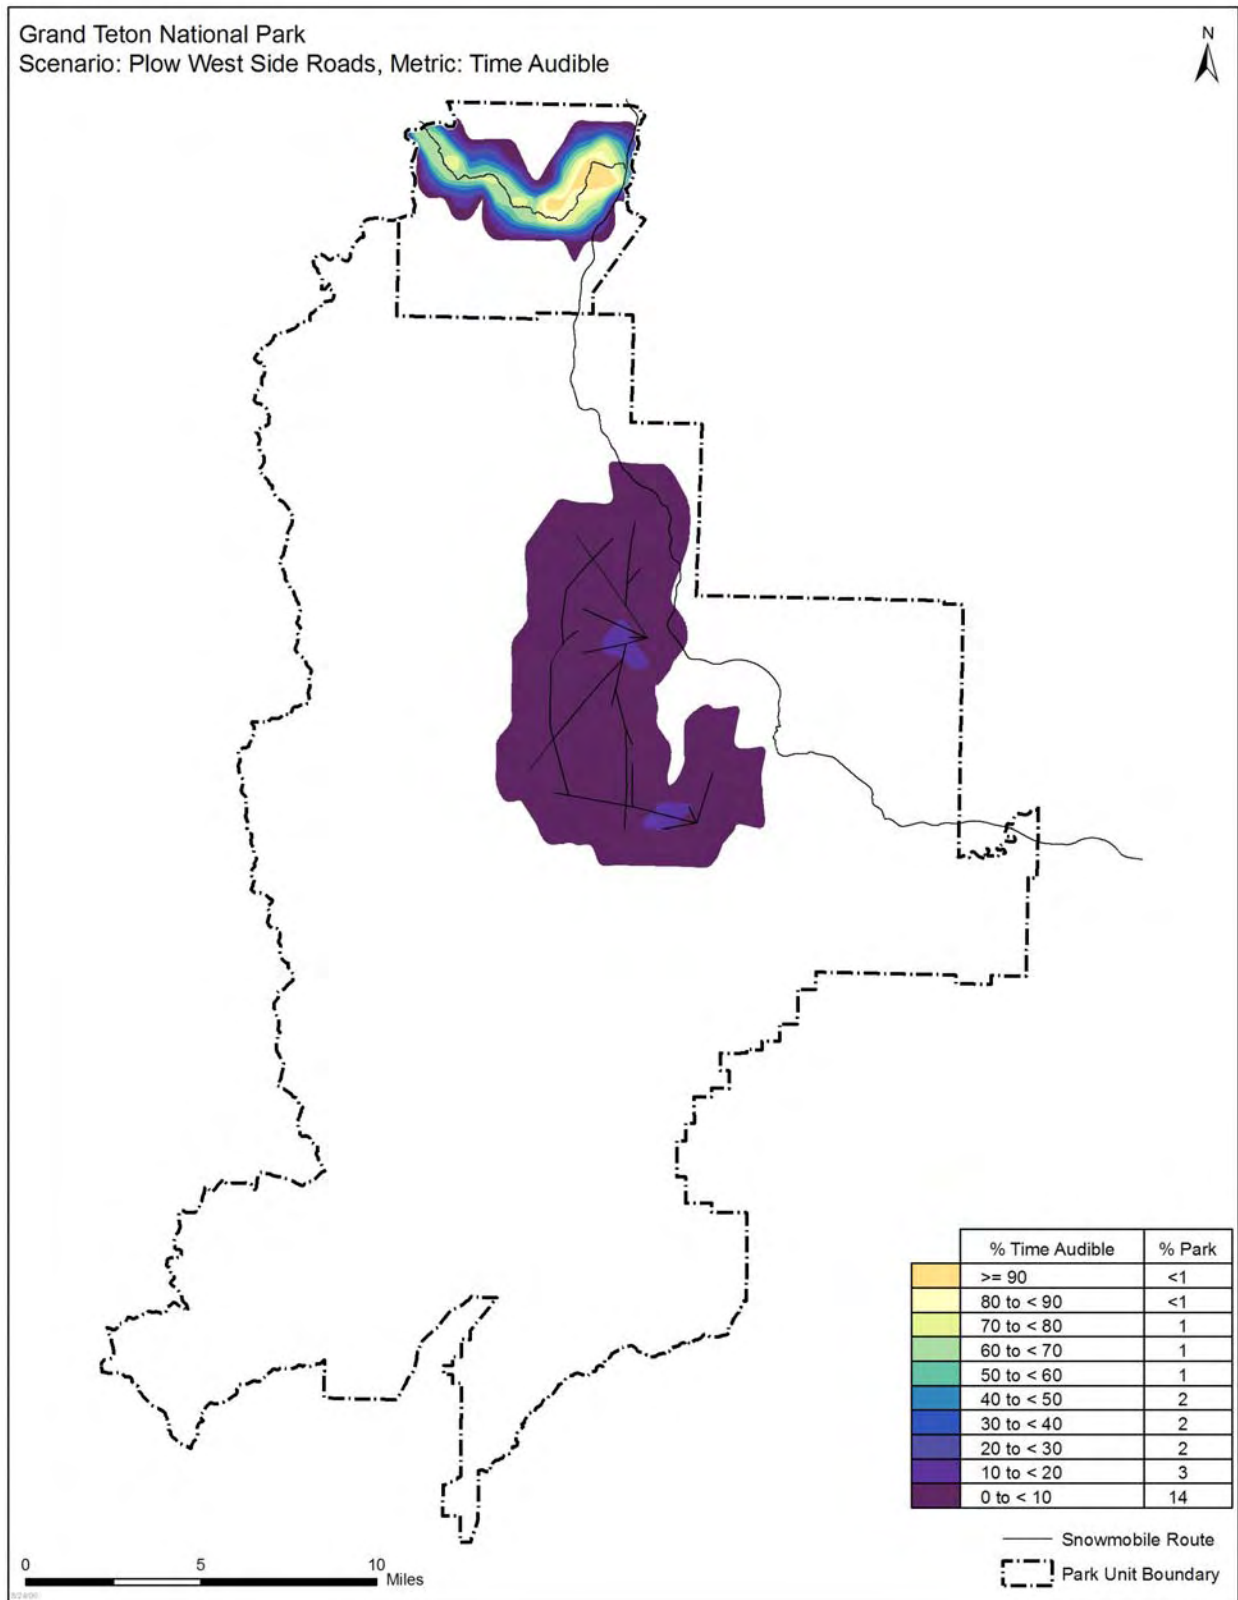 Grand Teton National Park
Scenario: Plow West Side Roads, Metric: Time Audible
N
% Time Audible % Park
>= 90 <1
80 to < 90 <1
70 to < 80 1
60 to < 70 1
50 to < 60 1
40 to < 50 2
30 to < 40 2
20 to < 30 2
10 to < 20 3
0 to < 10 14
Snowmobile Route
Park Unit Boundary
0 5 10
Miles